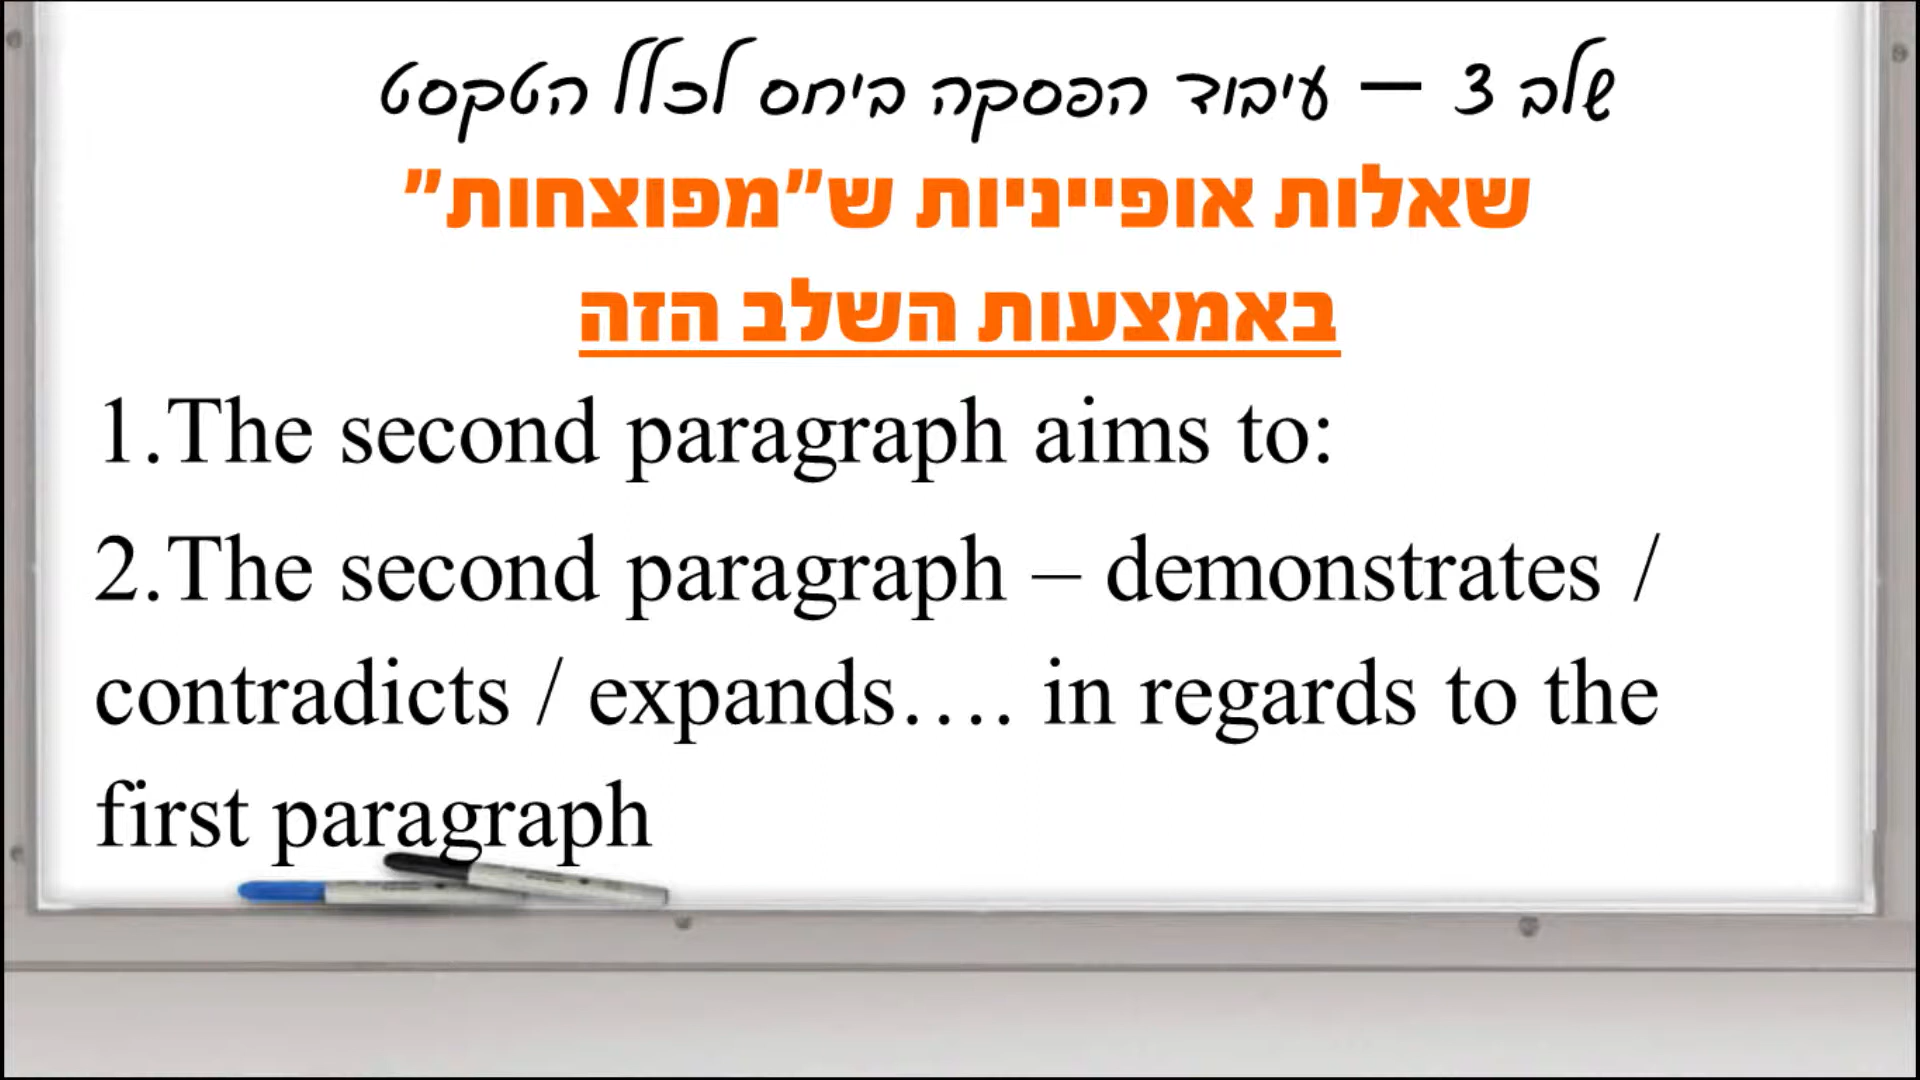 שלב 3 – עיבוד הפסקה ביחס לכלל הטקסט
שאלות אופייניות ש"מפוצחות"
באמצעות השלב הזה
1.The second paragraph aims to:
2.The second paragraph – demonstrates /
contradicts / expands…. in regards to the
first paragraph